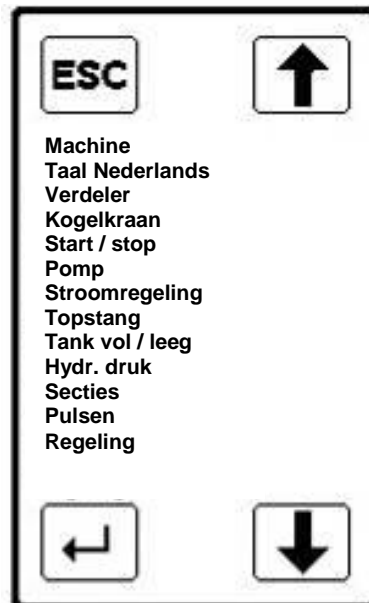 ESC
Machine
Taal Nederlands
Verdeler
Kogelkraan
Start / stop
Pomp
Stroomregeling
Topstang
Tank vol / leeg
Hydr. druk
Secties
Pulsen
Regeling